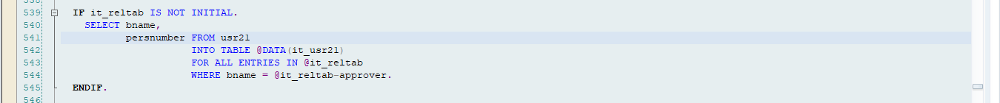 539 IF it_reltab IS NOT INITIAL.
540 SELECT bname,
541 persnumber FROM usr21
542 INTO TABLE @DATA(it_usr21)
543 FOR ALL ENTRIES IN @it_reltab
544 WHERE bname = @it_reltab-approver.
545 ENDIF.
546